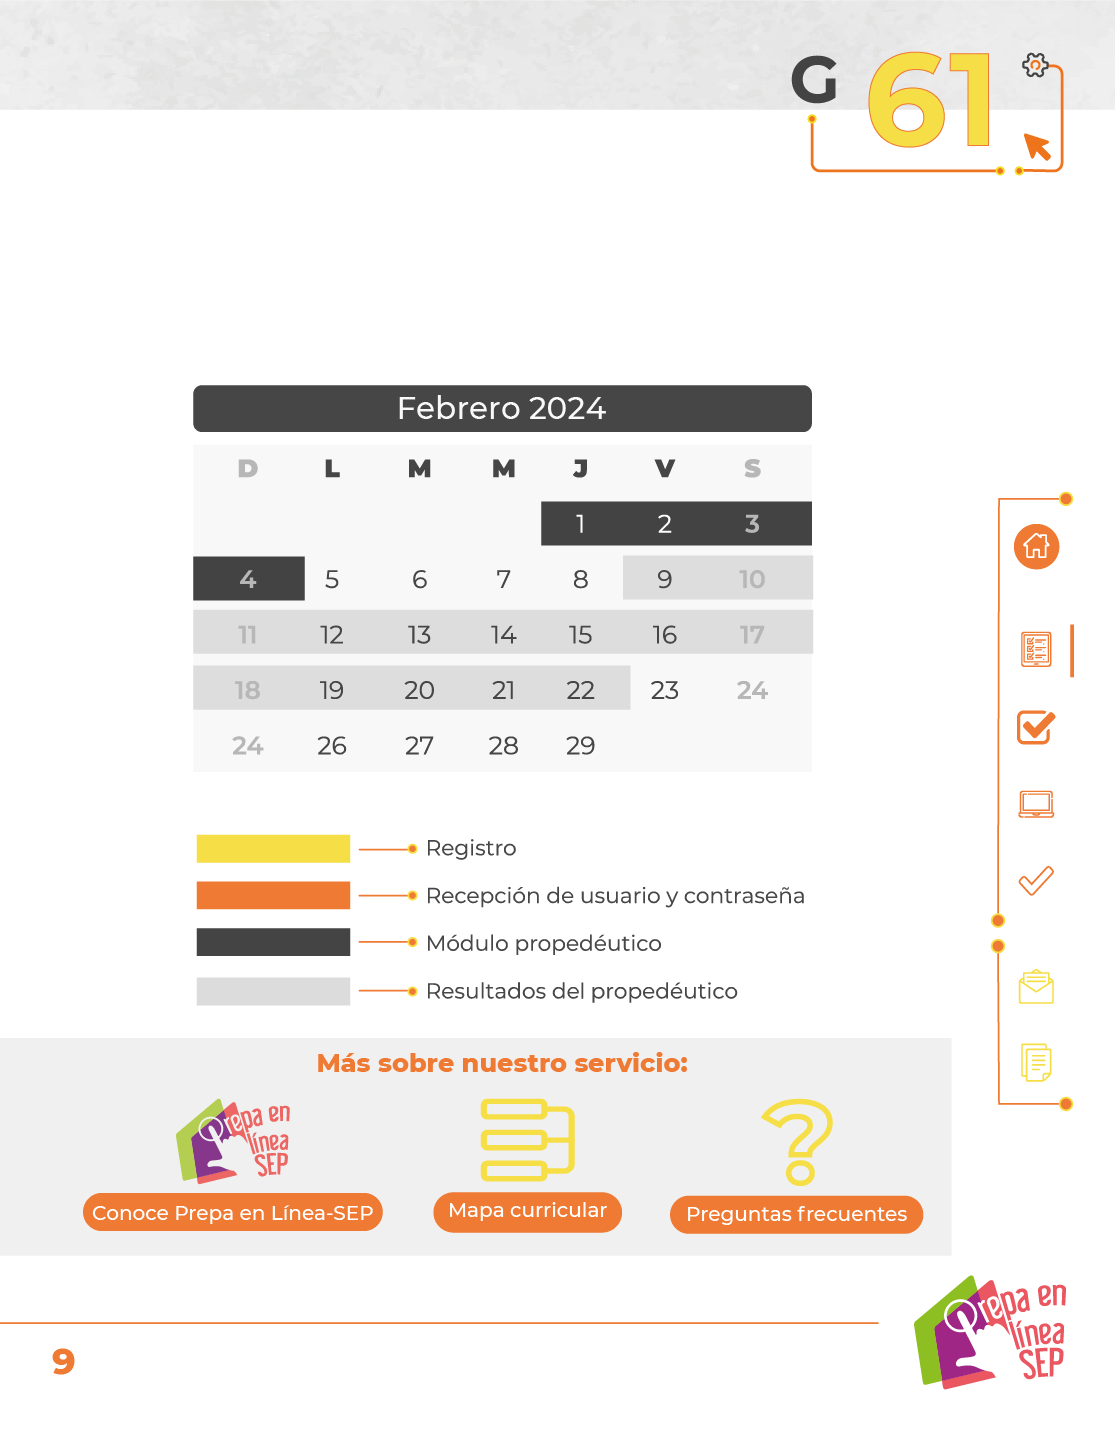 G 61
Febrero 2024
D L M M J V S
1 2 3
4 5 6 7 8 9 10
11 12 13 14 15 16 17
18 19 20 21 22 23 24
24 26 27 28 29
Registro
Recepción de usuario y contraseña
Módulo propedéutico
Resultados del propedéutico
Más sobre nuestro servicio:
Prepa en
línea
SEP
Conoce Prepa en Línea-SEP
Mapa curricular
Preguntas frecuentes
Prepa en
línea
SEP
9